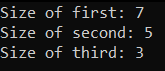 Size of first: 7
Size of second: 5
Size of third: 3